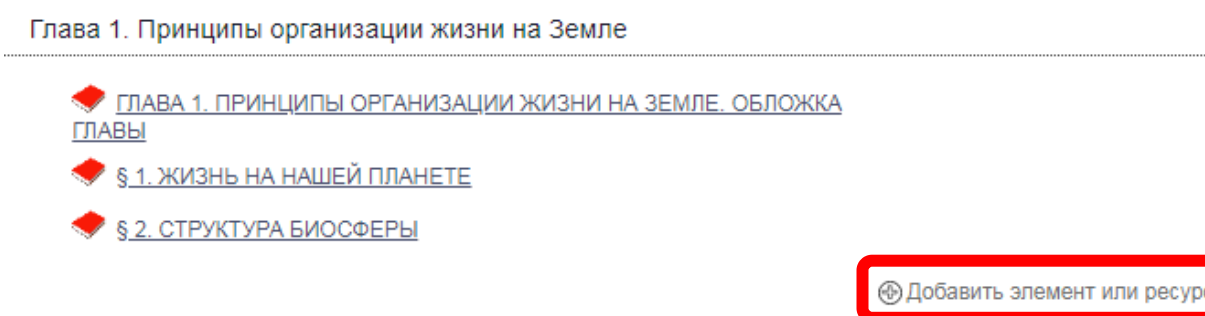 Глава 1. Принципы организации жизни на Земле
ГЛАВА 1. ПРИНЦИПЫ ОРГАНИЗАЦИИ ЖИЗНИ НА ЗЕМЛЕ. ОБЛОЖКА
ГЛАВЫ
§ 1. ЖИЗНЬ НА НАШЕЙ ПЛАНЕТЕ
§ 2. СТРУКТУРА БИОСФЕРЫ
Добавить элемент или